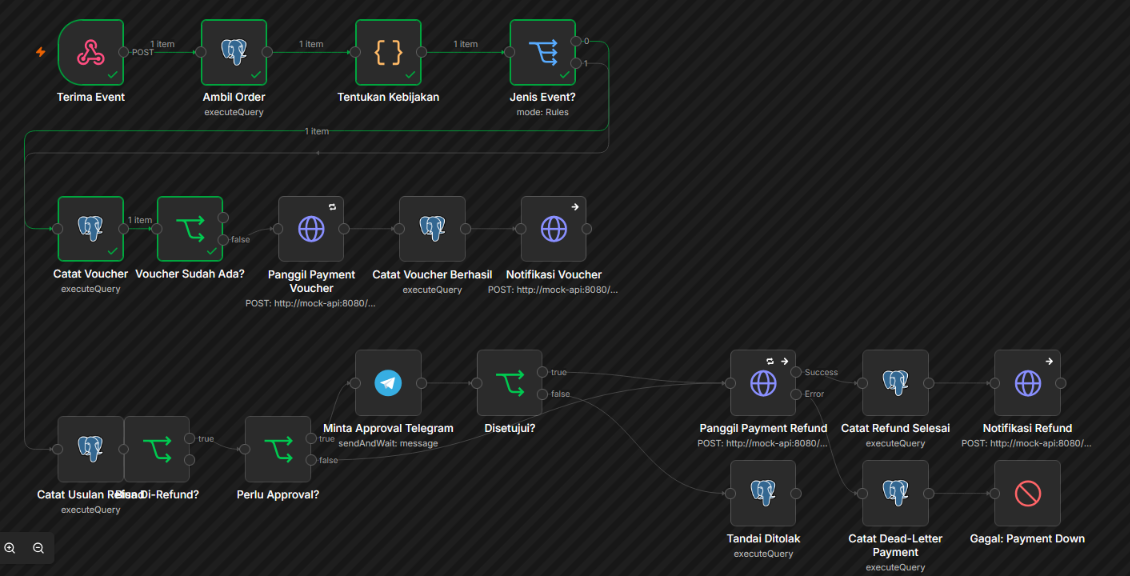 1 item
1 item
1 item
0
POST
1
Terima Event
Ambil Order
Tentukan Kebijakan
Jenis Event?
executeQuery
mode: Rules
1 item
1 item
false
Catat Voucher
Voucher Sudah Ada?
Panggil Payment
Voucher
Catat Voucher Berhasil
Notifikasi Voucher
executeQuery
executeQuery
POST: http://mock-api:8080/...
POST: http://mock-api:8080/...
true
false
Success
Error
Minta Approval Telegram
sendAndWait: message
Disetujui?
Panggil Payment Refund
POST: http://mock-api:8080/...
Catat Refund Selesai
executeQuery
Notifikasi Refund
POST: http://mock-api:8080/...
true
true
false
Catat Usulan
Di-Refund?
Perlu Approval?
executeQuery
Tandai Ditolak
executeQuery
Catat Dead-Letter
Payment
executeQuery
Gagal: Payment Down